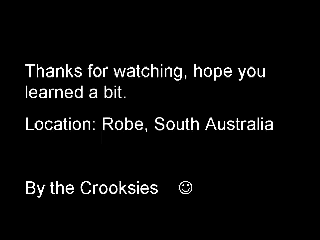 Thanks for watching, hope you
learned a bit.
Location: Robe, South Australia
By the Crooksies ☺